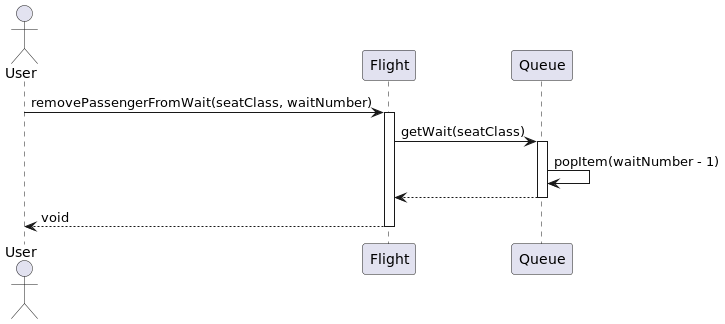 User
Flight
Queue
removePassengerFromWait(seatClass, waitNumber)
getWait(seatClass)
popItem(waitNumber - 1)
void
User
Flight
Queue